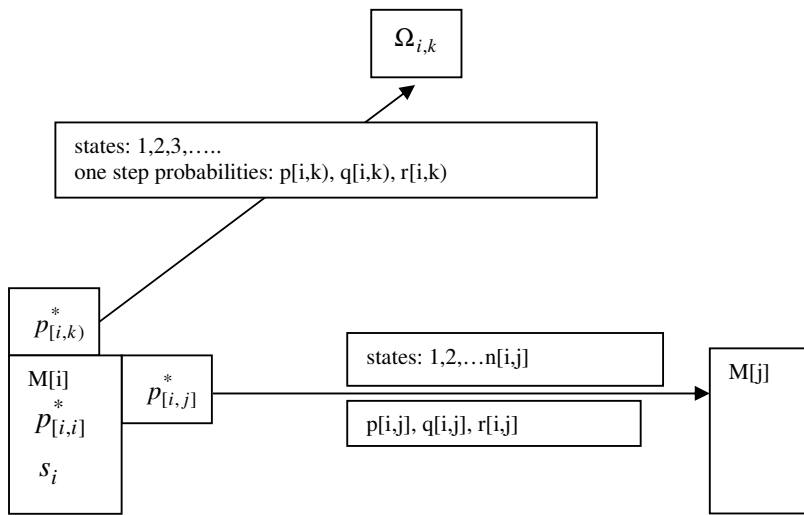 Ω_{i,k}
states: 1,2,3,…..
one step probabilities: p[i,k), q[i,k), r[i,k)
p^*_{[i,k)}
M[i]
p^*_{[i,i]}
s_i
p^*_{[i,j]}
states: 1,2,…n[i,j]
p[i,j], q[i,j], r[i,j]
M[j]